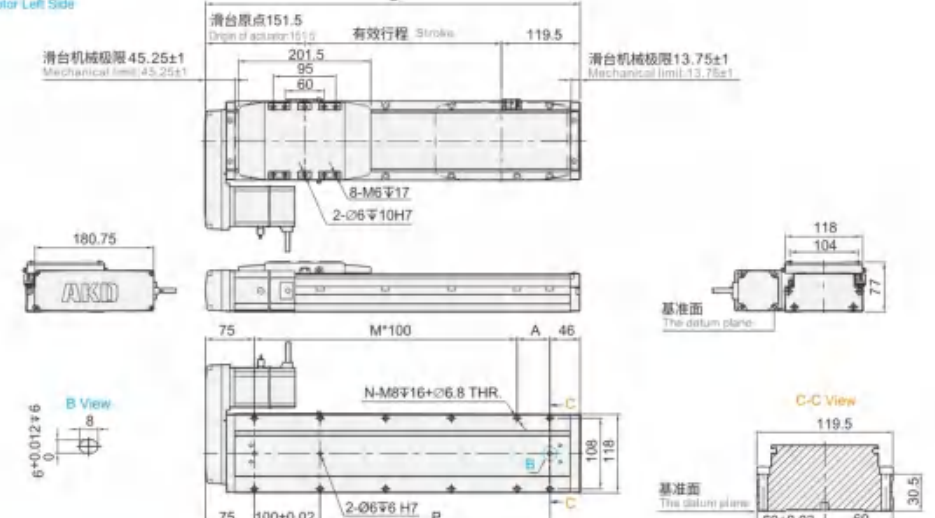 tor Left Side
滑台原点151.5
Origin of actuator:151.5
有效行程 Stroke
119.5
滑台机械极限45.25±1
Mechanical limit:45.25±1
滑台机械极限13.75±1
Mechanical limit:13.75±1
201.5
95
60
8-M6↧17
2-∅6↧10H7
180.75
AKD
118
104
77
基准面
The datum plane
75
M*100
A
46
N-M8↧16+∅6.8 THR.
C
B View
8
6+0.012↧6
0
B
108
118
C
2-∅6↧6 H7
75
100±0.02
C-C View
119.5
30.5
基准面
The datum plane